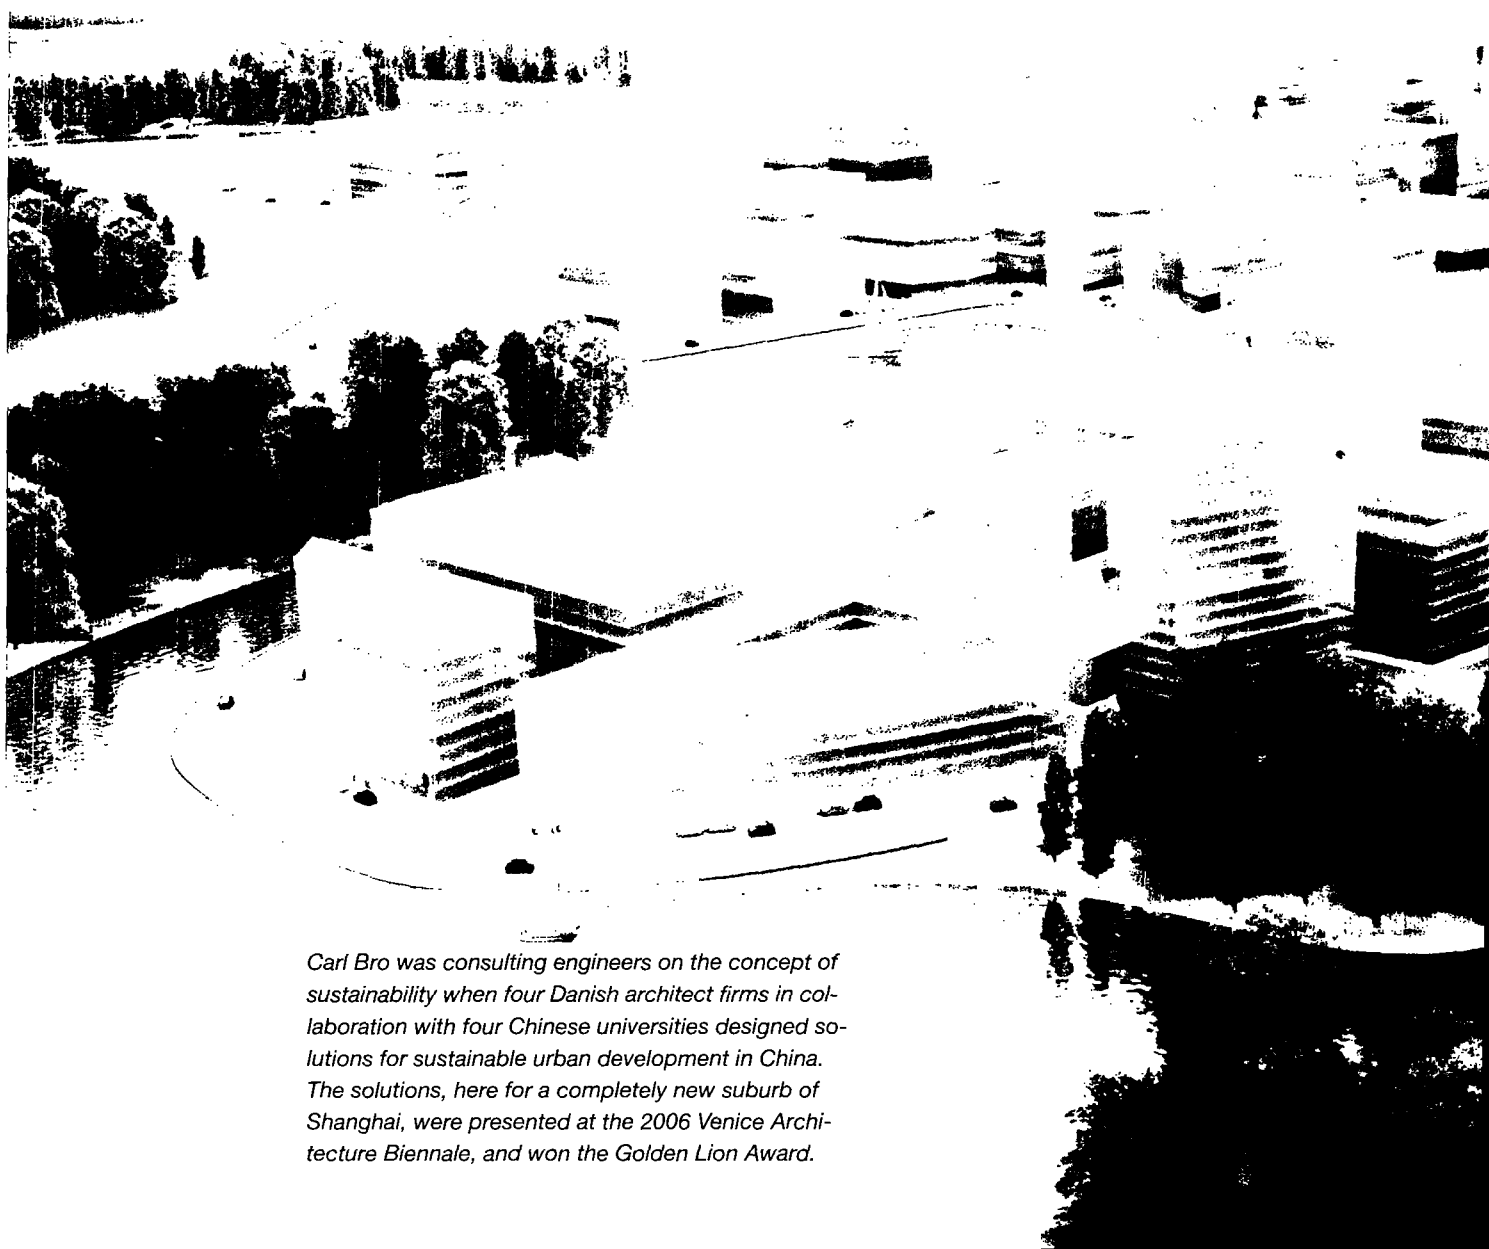 Carl Bro was consulting engineers on the concept of
sustainability when four Danish architect firms in col-
laboration with four Chinese universities designed so-
lutions for sustainable urban development in China.
The solutions, here for a completely new suburb of
Shanghai, were presented at the 2006 Venice Archi-
tecture Biennale, and won the Golden Lion Award.